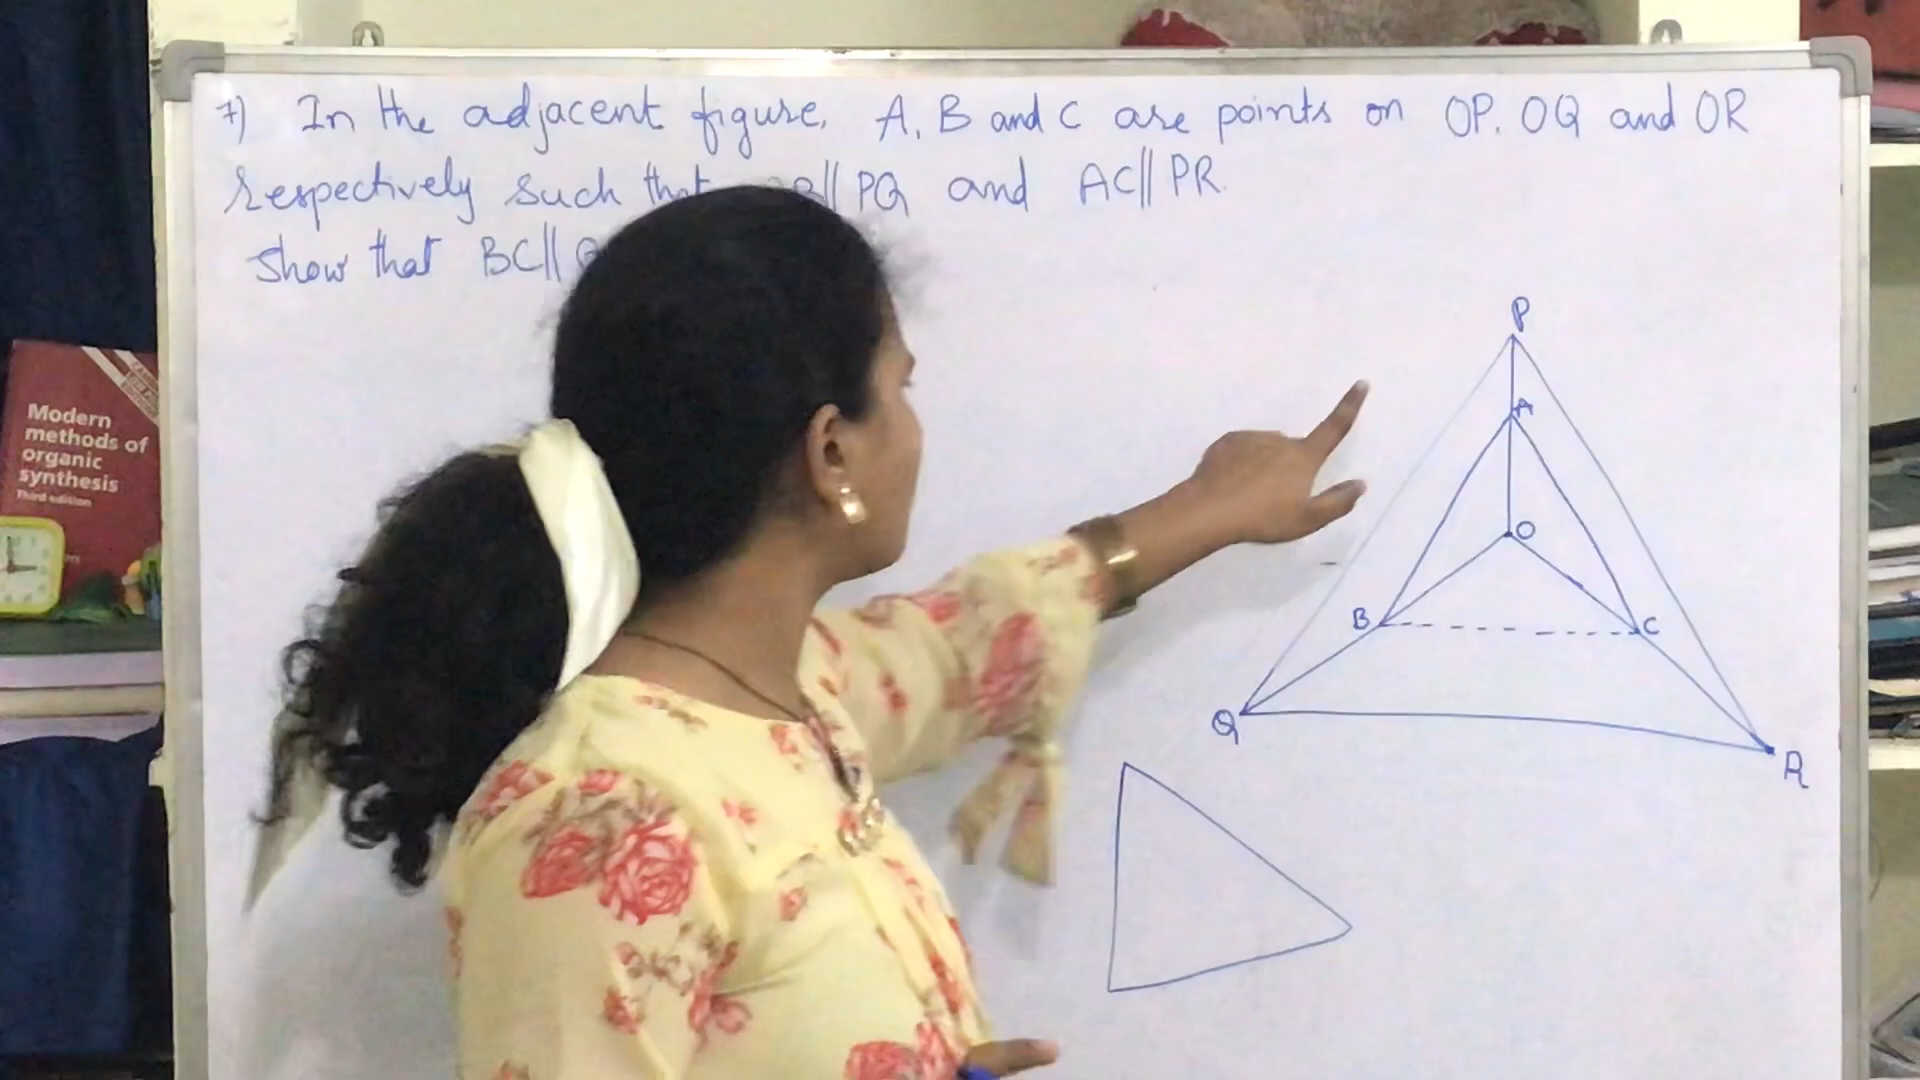 7) In the adjacent figure, A, B and C are points on OP, OQ and OR
respectively such that || PQ and AC || PR.
Show that BC ||
P
A
O
B
C
Q
R
Modern
methods of
organic
synthesis
Third edition